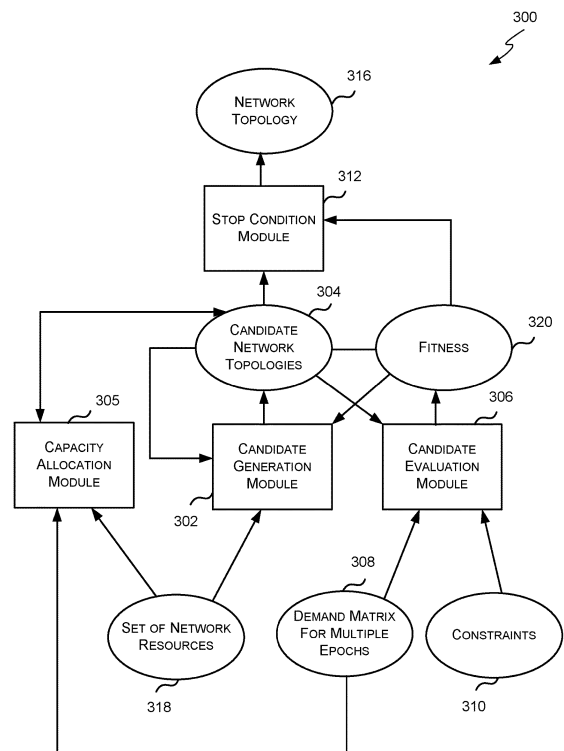 300
316
NETWORK
TOPOLOGY
312
STOP CONDITION
MODULE
304
CANDIDATE
NETWORK
TOPOLOGIES
FITNESS
320
305
CAPACITY
ALLOCATION
MODULE
CANDIDATE
GENERATION
MODULE
302
306
CANDIDATE
EVALUATION
MODULE
308
SET OF NETWORK
RESOURCES
318
DEMAND MATRIX
FOR MULTIPLE
EPOCHS
CONSTRAINTS
310